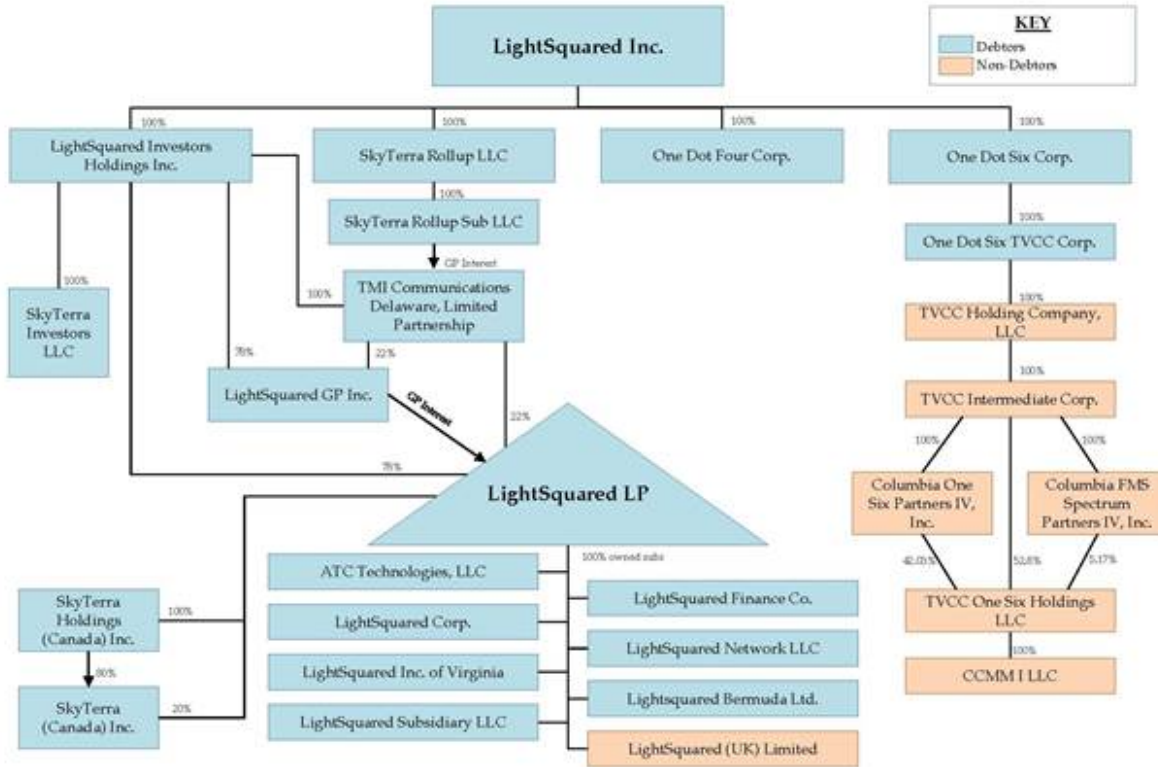 LightSquared Inc.
KEY
Debtors
Non-Debtors
100%
100%
100%
100%
LightSquared Investors
Holdings Inc.
SkyTerra Rollup LLC
One Dot Four Corp.
One Dot Six Corp.
100%
SkyTerra Rollup Sub LLC
100%
One Dot Six TVCC Corp.
GP Interest
100%
SkyTerra
Investors
LLC
100%
TMI Communications
Delaware, Limited
Partnership
100%
TVCC Holding Company,
LLC
78%
22%
LightSquared GP Inc.
GP Interest
22%
100%
TVCC Intermediate Corp.
78%
100%
100%
LightSquared LP
Columbia One
Six Partners IV,
Inc.
Columbia FMS
Spectrum
Partners IV, Inc.
100% owned subs
42.03%
52.8%
5.17%
ATC Technologies, LLC
LightSquared Finance Co.
LightSquared Corp.
LightSquared Network LLC
LightSquared Inc. of Virginia
Lightsquared Bermuda Ltd.
LightSquared Subsidiary LLC
LightSquared (UK) Limited
SkyTerra
Holdings
(Canada) Inc.
100%
80%
SkyTerra
(Canada) Inc.
20%
TVCC One Six Holdings
LLC
100%
CCMM I LLC